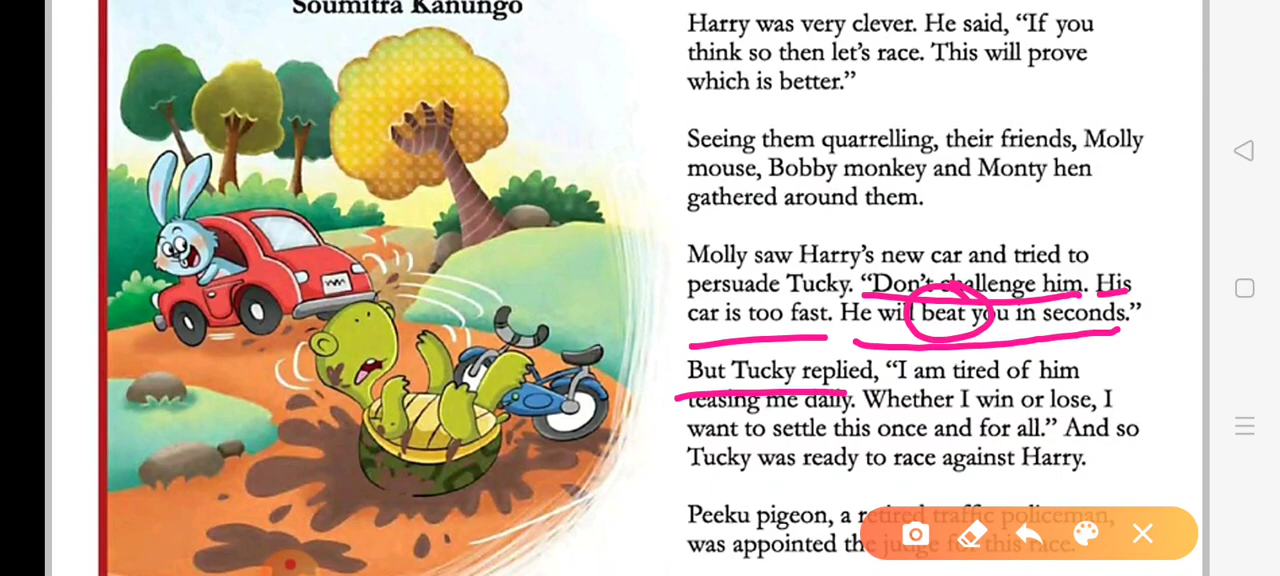 Soumitra Kanungo
Harry was very clever. He said, “If you
think so then let’s race. This will prove
which is better.”
Seeing them quarrelling, their friends, Molly
mouse, Bobby monkey and Monty hen
gathered around them.
Molly saw Harry’s new car and tried to
persuade Tucky. “Don’t challenge him. His
car is too fast. He will beat you in seconds.”
But Tucky replied, “I am tired of him
teasing me daily. Whether I win or lose, I
want to settle this once and for all.” And so
Tucky was ready to race against Harry.
Peeku pigeon, a retired traffic policeman,
was appointed the judge for this race.